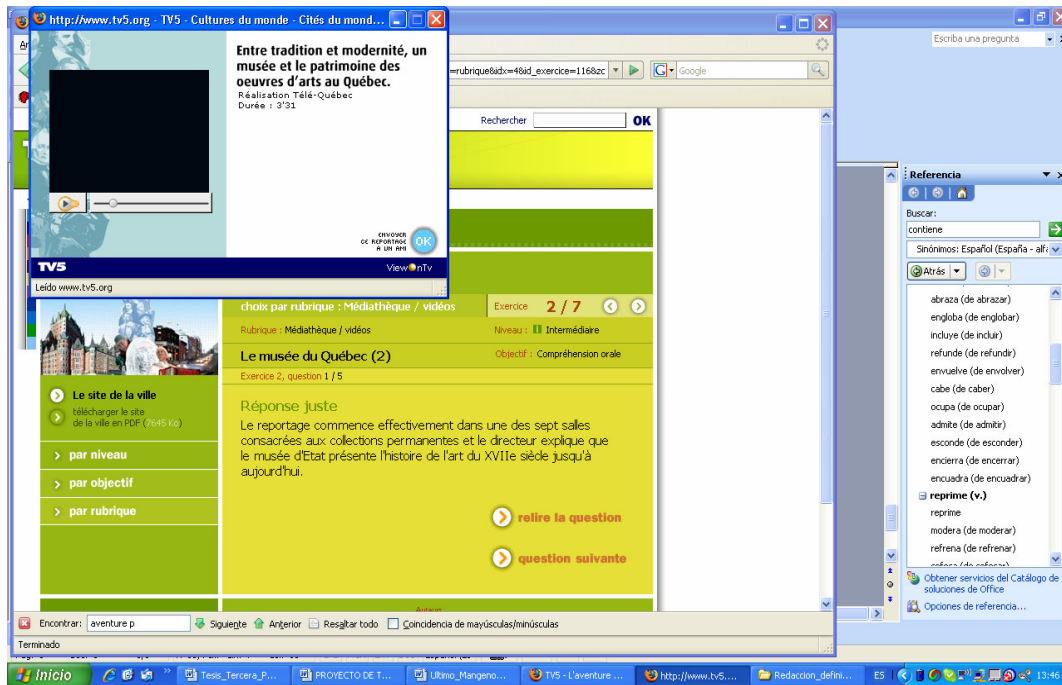 http://www.tv5.org - TV5 - Cultures du monde - Cités du mond...
Entre tradition et modernité, un
musée et le patrimoine des
oeuvres d'arts au Québec.
Réalisation Télé-Québec
Durée : 3'31
ENVOYER
CE REPORTAGE
A UN AMI
OK
TV5
ViewOnTv
Leído www.tv5.org
=rubrique&idx=4&id_exercice=116&zc
Google
Rechercher
OK
choix par rubrique : Médiathèque / vidéos
Exercice 2 / 7
Rubrique : Médiathèque / vidéos
Niveau : Intermédiaire
Le musée du Québec (2)
Objectif : Compréhension orale
Exercice 2, question 1 / 5
Réponse juste
Le reportage commence effectivement dans une des sept salles
consacrées aux collections permanentes et le directeur explique que
le musée d'Etat présente l'histoire de l'art du XVIIe siècle jusqu'à
aujourd'hui.
relire la question
question suivante
Le site de la ville
télécharger le site
de la ville en PDF (7645 Ko)
par niveau
par objectif
par rubrique
Auteur
Encontrar: aventure p
Siguiente
Anterior
Resaltar todo
Coincidencia de mayúsculas/minúsculas
Terminado
Escriba una pregunta
Referencia
Buscar:
contiene
Sinónimos: Español (España - alfa
Atrás
abraza (de abrazar)
engloba (de englobar)
incluye (de incluir)
refunde (de refundir)
envuelve (de envolver)
cabe (de caber)
ocupa (de ocupar)
admite (de admitir)
esconde (de esconder)
encierra (de encerrar)
encuadra (de encuadrar)
reprime (v.)
reprime
modera (de moderar)
refrena (de refrenar)
Obtener servicios del Catálogo de
soluciones de Office
Opciones de referencia...
Inicio
Tesis_Tercera_P...
PROYECTO DE T...
Ultimo_Mangeno...
TV5 - L'aventure ...
http://www.tv5....
Redaccion_defini...
ES
13:46